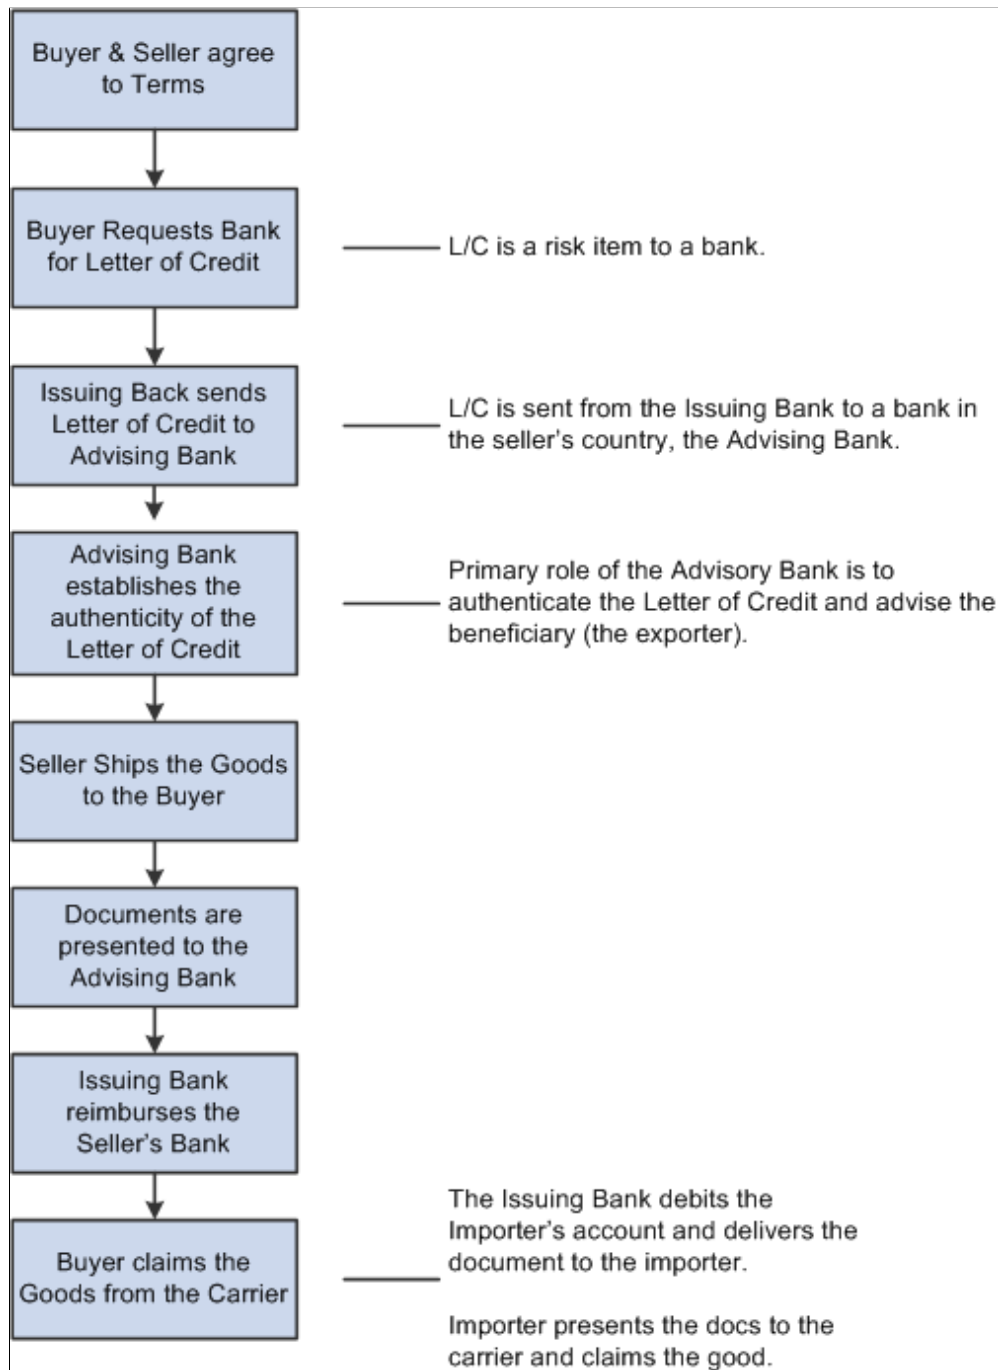 Buyer & Seller agree
to Terms
Buyer Requests Bank
for Letter of Credit
L/C is a risk item to a bank.
Issuing Back sends
Letter of Credit to
Advising Bank
L/C is sent from the Issuing Bank to a bank in
the seller's country, the Advising Bank.
Advising Bank
establishes the
authenticity of the
Letter of Credit
Primary role of the Advisory Bank is to
authenticate the Letter of Credit and advise the
beneficiary (the exporter).
Seller Ships the Goods
to the Buyer
Documents are
presented to the
Advising Bank
Issuing Bank
reimburses the
Seller's Bank
Buyer claims the
Goods from the Carrier
The Issuing Bank debits the
Importer's account and delivers the
document to the importer.
Importer presents the docs to the
carrier and claims the good.